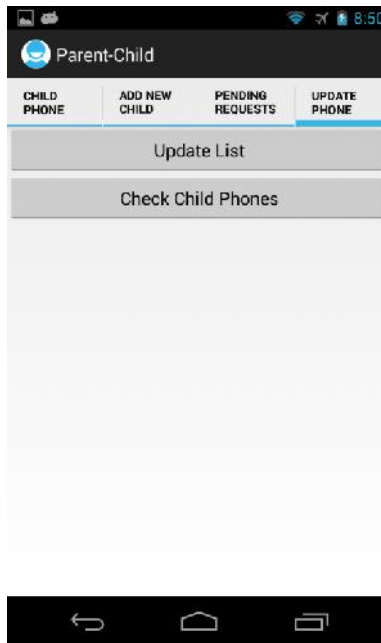 8:50
Parent-Child
CHILD PHONE
ADD NEW CHILD
PENDING REQUESTS
UPDATE PHONE
Update List
Check Child Phones